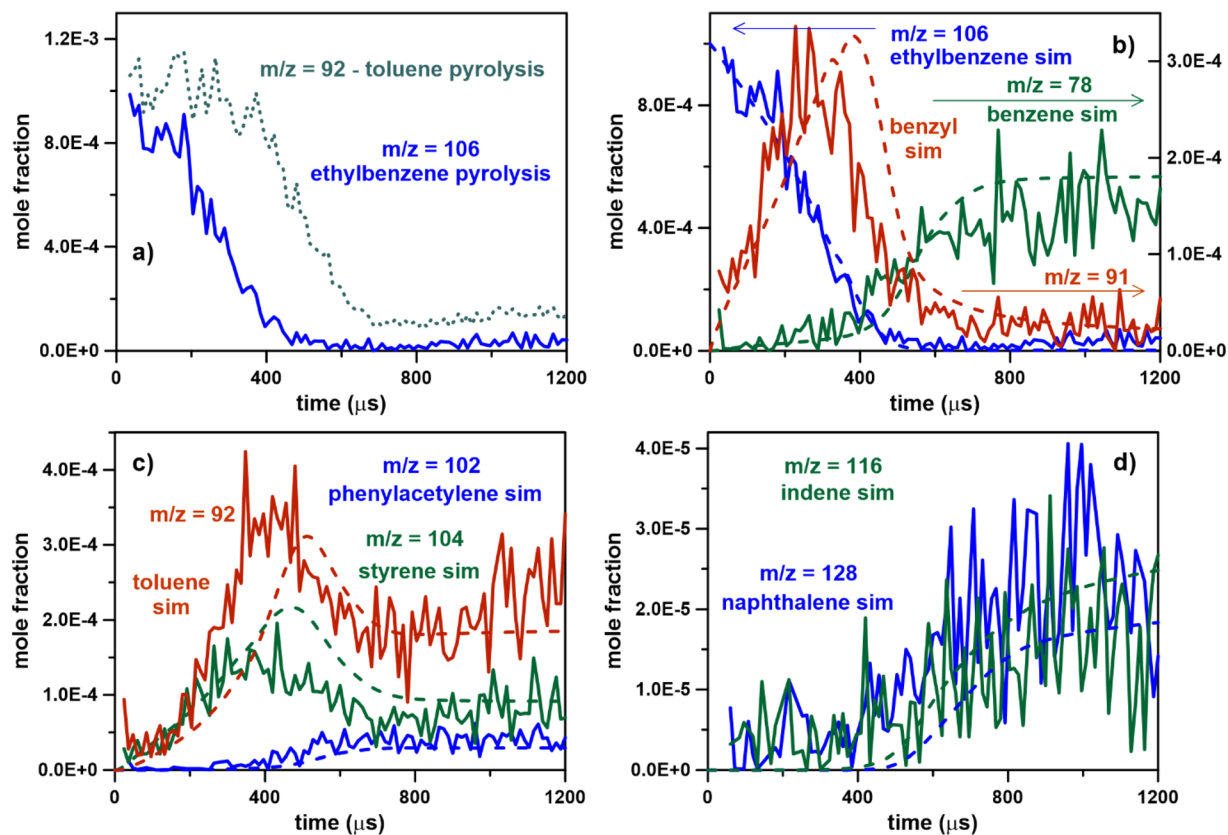 1.2E-3
8.0E-4
4.0E-4
0.0E+0
mole fraction
m/z = 92 - toluene pyrolysis
m/z = 106
ethylbenzene pyrolysis
a)
0
400
800
1200
time (μs)
8.0E-4
4.0E-4
0.0E+0
mole fraction
m/z = 106
ethylbenzene sim
b)
m/z = 78
benzene sim
benzyl
sim
m/z = 91
3.0E-4
2.0E-4
1.0E-4
0.0E+0
0
400
800
1200
time (μs)
4.0E-4
3.0E-4
2.0E-4
1.0E-4
0.0E+0
mole fraction
c)
m/z = 102
phenylacetylene sim
m/z = 92
m/z = 104
styrene sim
toluene
sim
0
400
800
1200
time (μs)
4.0E-5
3.0E-5
2.0E-5
1.0E-5
0.0E+0
mole fraction
m/z = 116
indene sim
d)
m/z = 128
naphthalene sim
0
400
800
1200
time (μs)